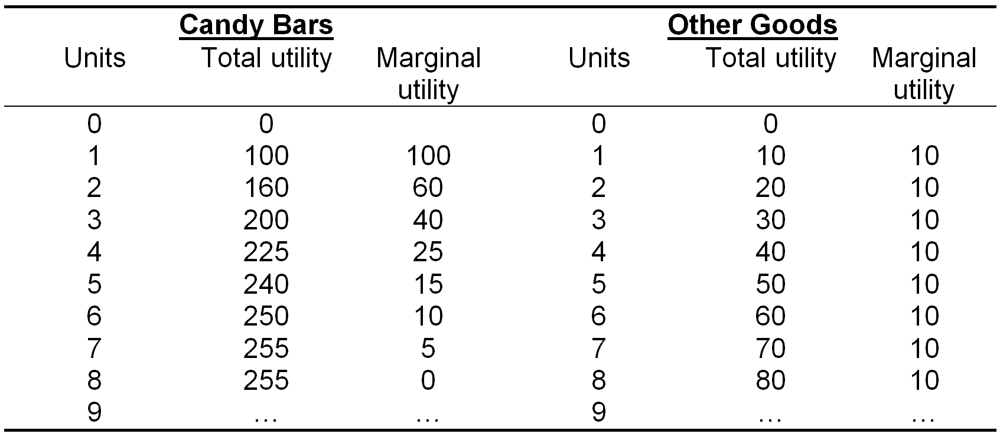 Candy Bars Other Goods
Units Total utility Marginal utility Units Total utility Marginal utility
0 0 0 0
1 100 100 1 10 10
2 160 60 2 20 10
3 200 40 3 30 10
4 225 25 4 40 10
5 240 15 5 50 10
6 250 10 6 60 10
7 255 5 7 70 10
8 255 0 8 80 10
9 … … 9 … …